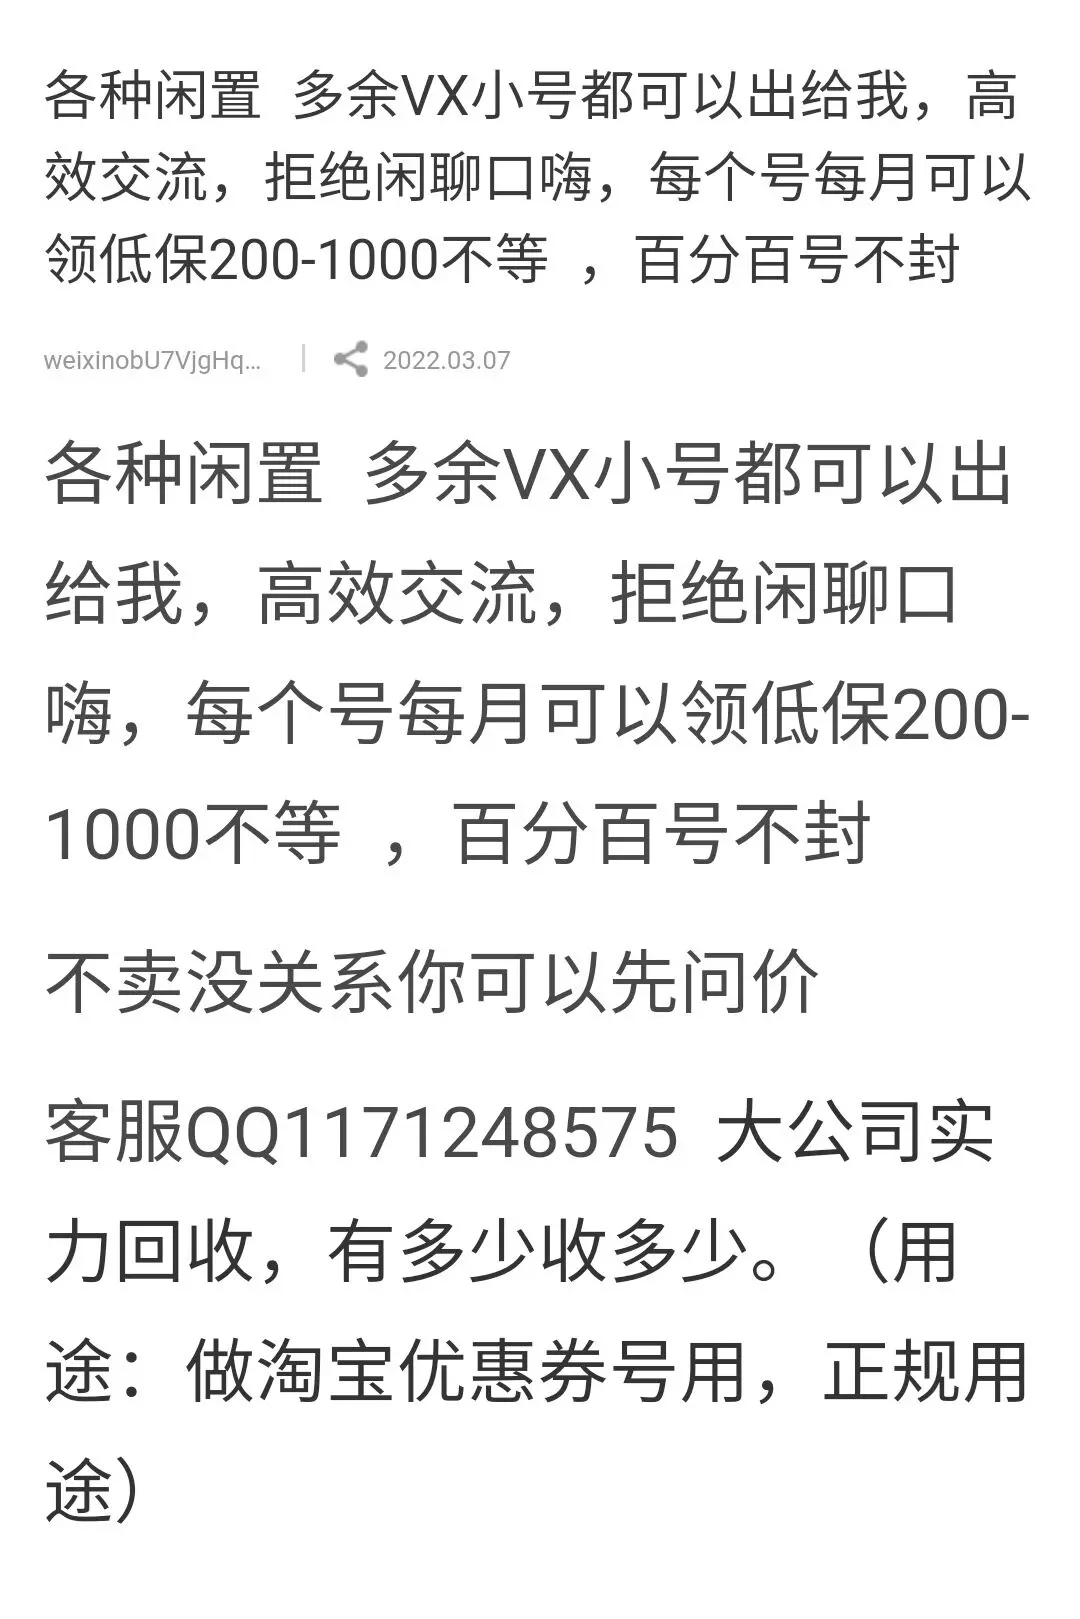 各种闲置  多余VX小号都可以出给我，高
效交流，拒绝闲聊口嗨，每个号每月可以
领低保200-1000不等  ，百分百号不封
weixinobU7VjgHq...
2022.03.07
各种闲置  多余VX小号都可以出
给我，高效交流，拒绝闲聊口
嗨，每个号每月可以领低保200-
1000不等  ，百分百号不封
不卖没关系你可以先问价
客服QQ1171248575  大公司实
力回收，有多少收多少。（用
途：做淘宝优惠券号用，正规用
途）